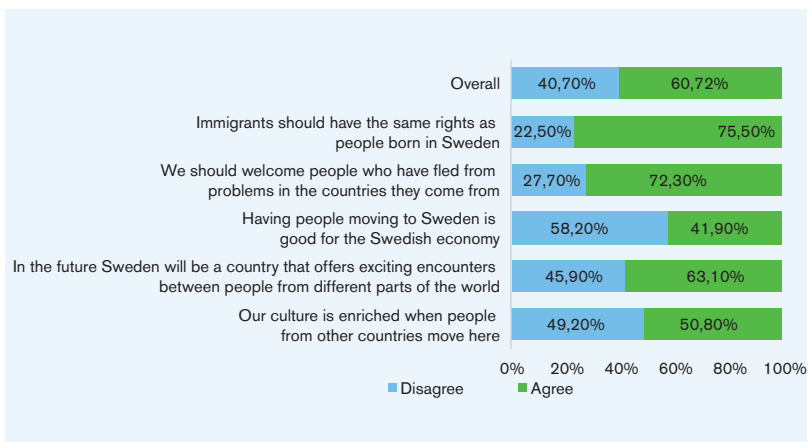 Overall 40,70% 60,72%
Immigrants should have the same rights as
people born in Sweden 22,50% 75,50%
We should welcome people who have fled from
problems in the countries they come from 27,70% 72,30%
Having people moving to Sweden is
good for the Swedish economy 58,20% 41,90%
In the future Sweden will be a country that offers exciting encounters
between people from different parts of the world 45,90% 63,10%
Our culture is enriched when people
from other countries move here 49,20% 50,80%
0% 20% 40% 60% 80% 100%
Disagree Agree